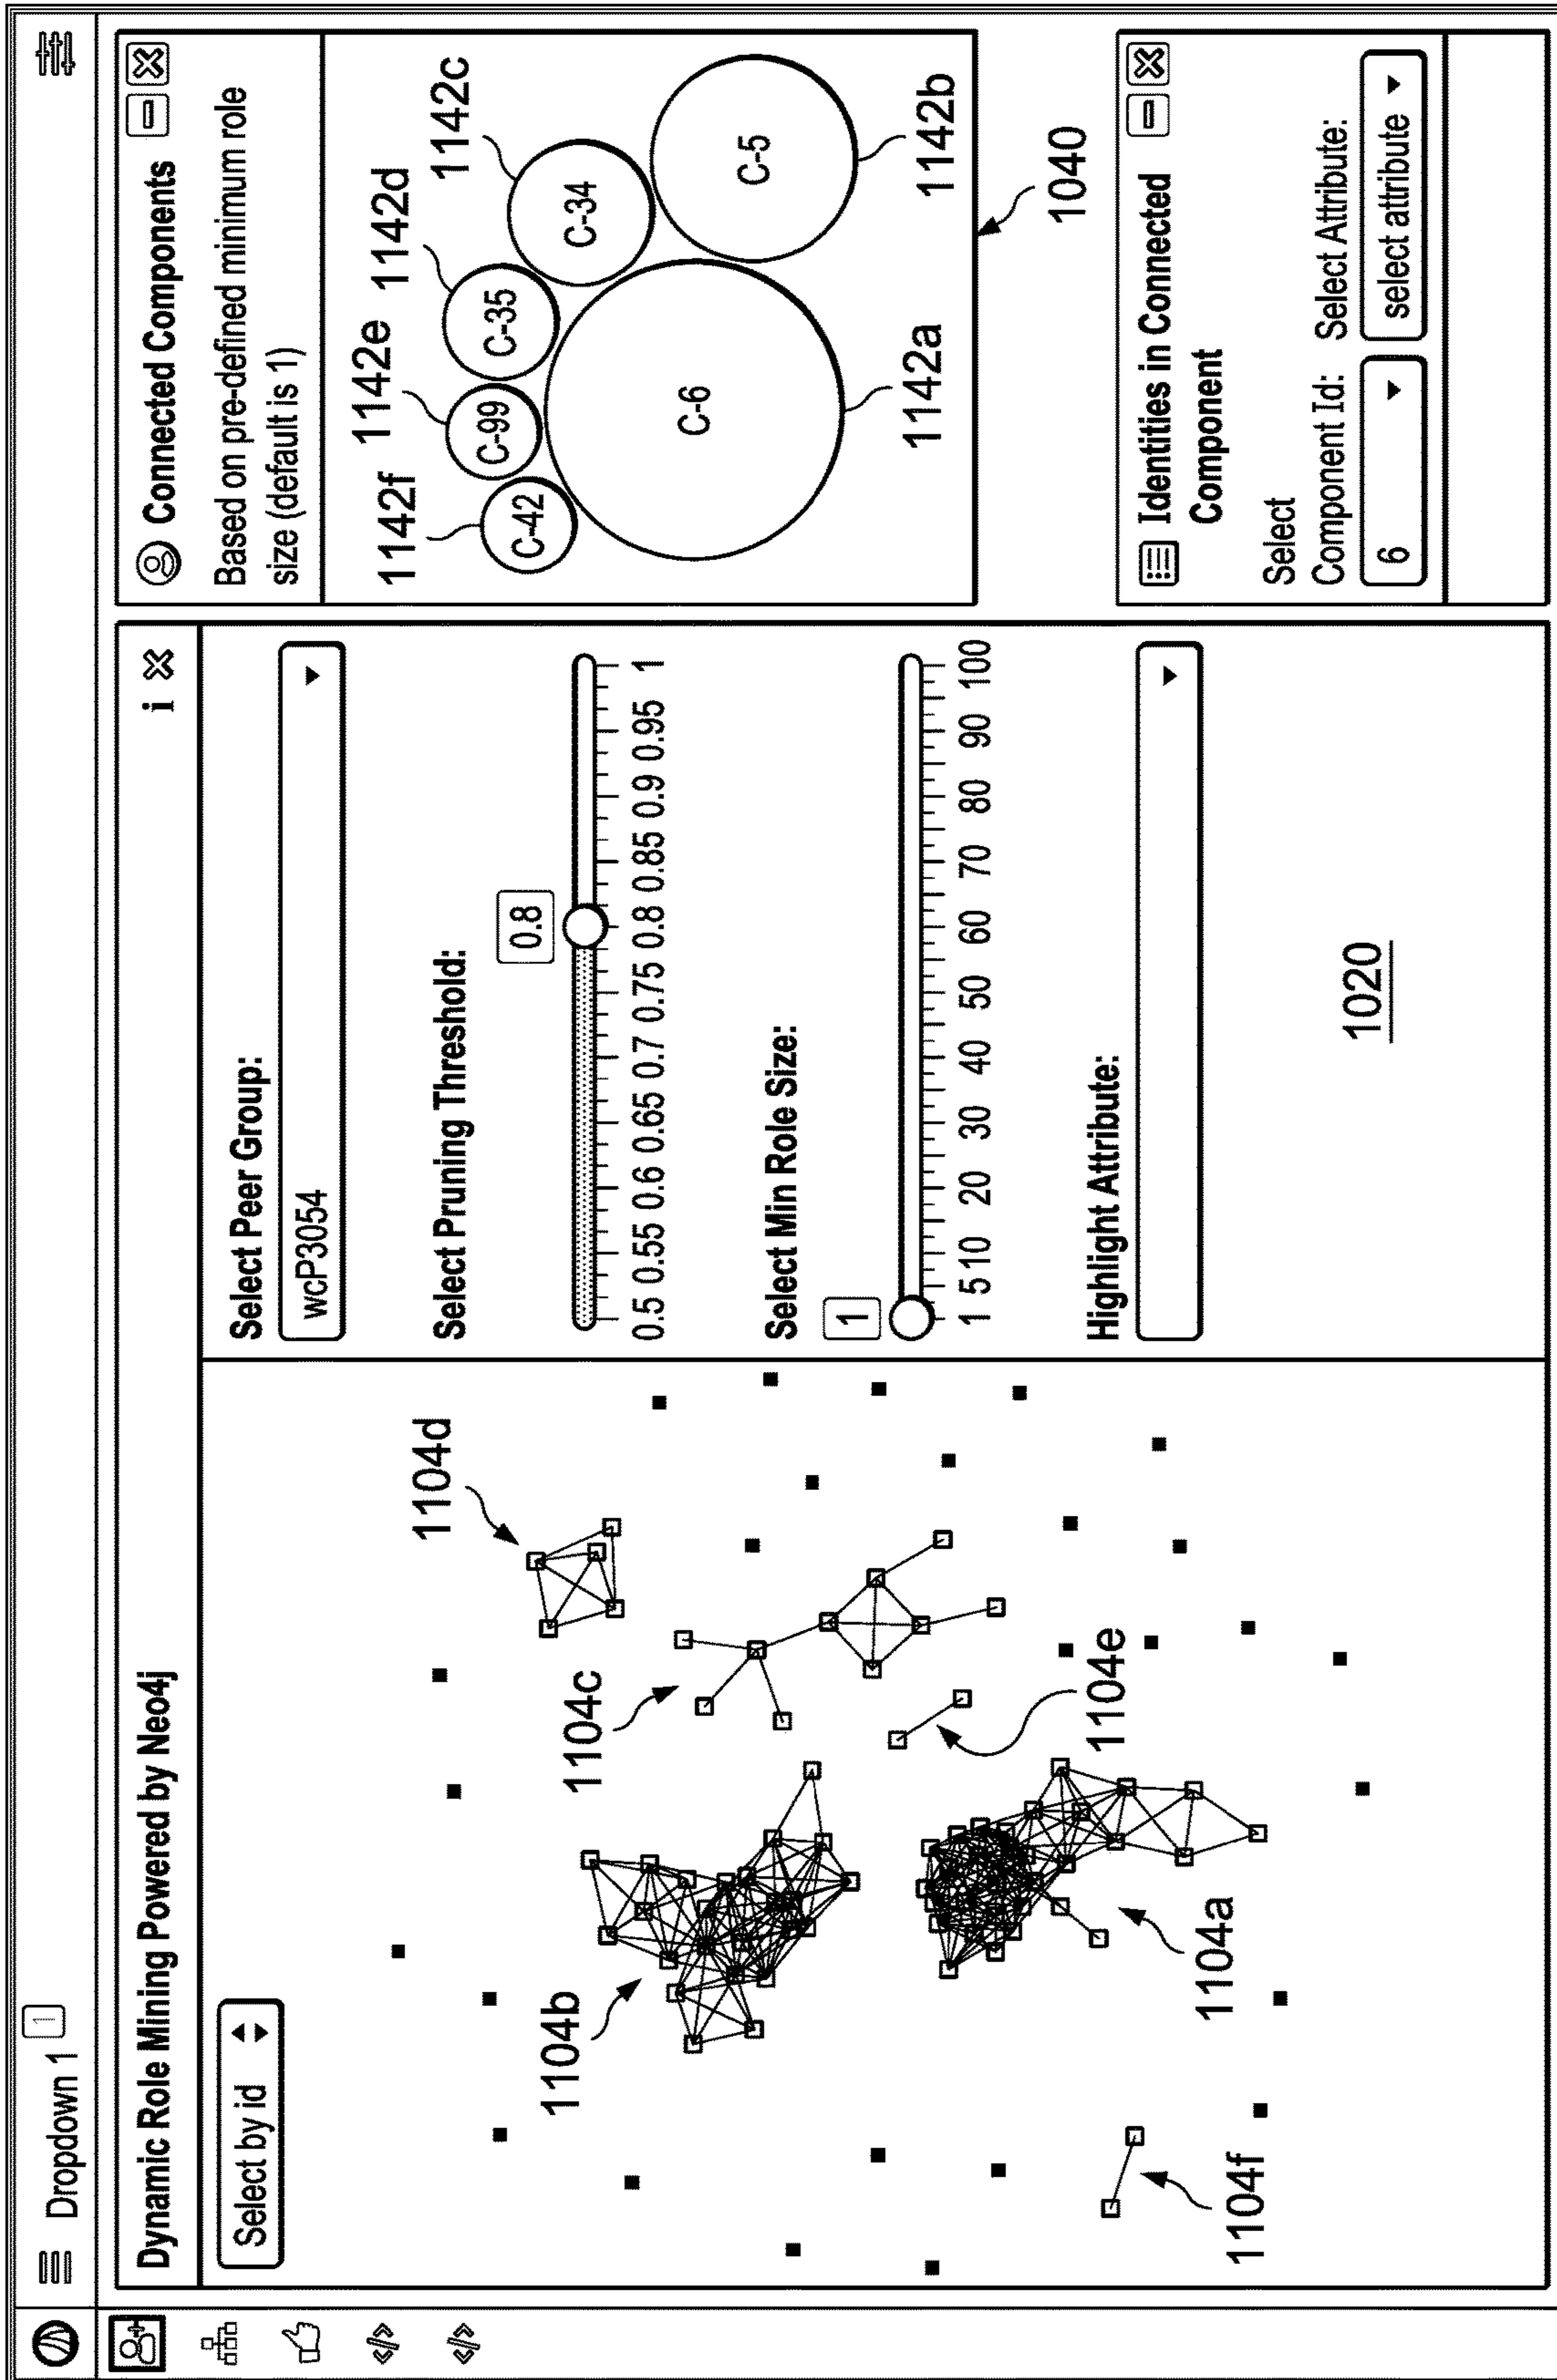 Dropdown 1 1
Dynamic Role Mining Powered by Neo4j
i
Select by id
1104d
1104c
1104b
1104e
1104a
1104f
Select Peer Group:
wcP3054
Select Pruning Threshold:
0.8
0.5 0.55 0.6 0.65 0.7 0.75 0.8 0.85 0.9 0.95 1
Select Min Role Size:
1
1 5 10 20 30 40 50 60 70 80 90 100
Highlight Attribute:
1020
Connected Components
Based on pre-defined minimum role
size (default is 1)
1142f 1142e 1142d 1142c
C-42
C-99
C-35
C-34
C-6
C-5
1142a
1142b
1040
Identities in Connected
Component
Select
Component Id: Select Attribute:
6 select attribute